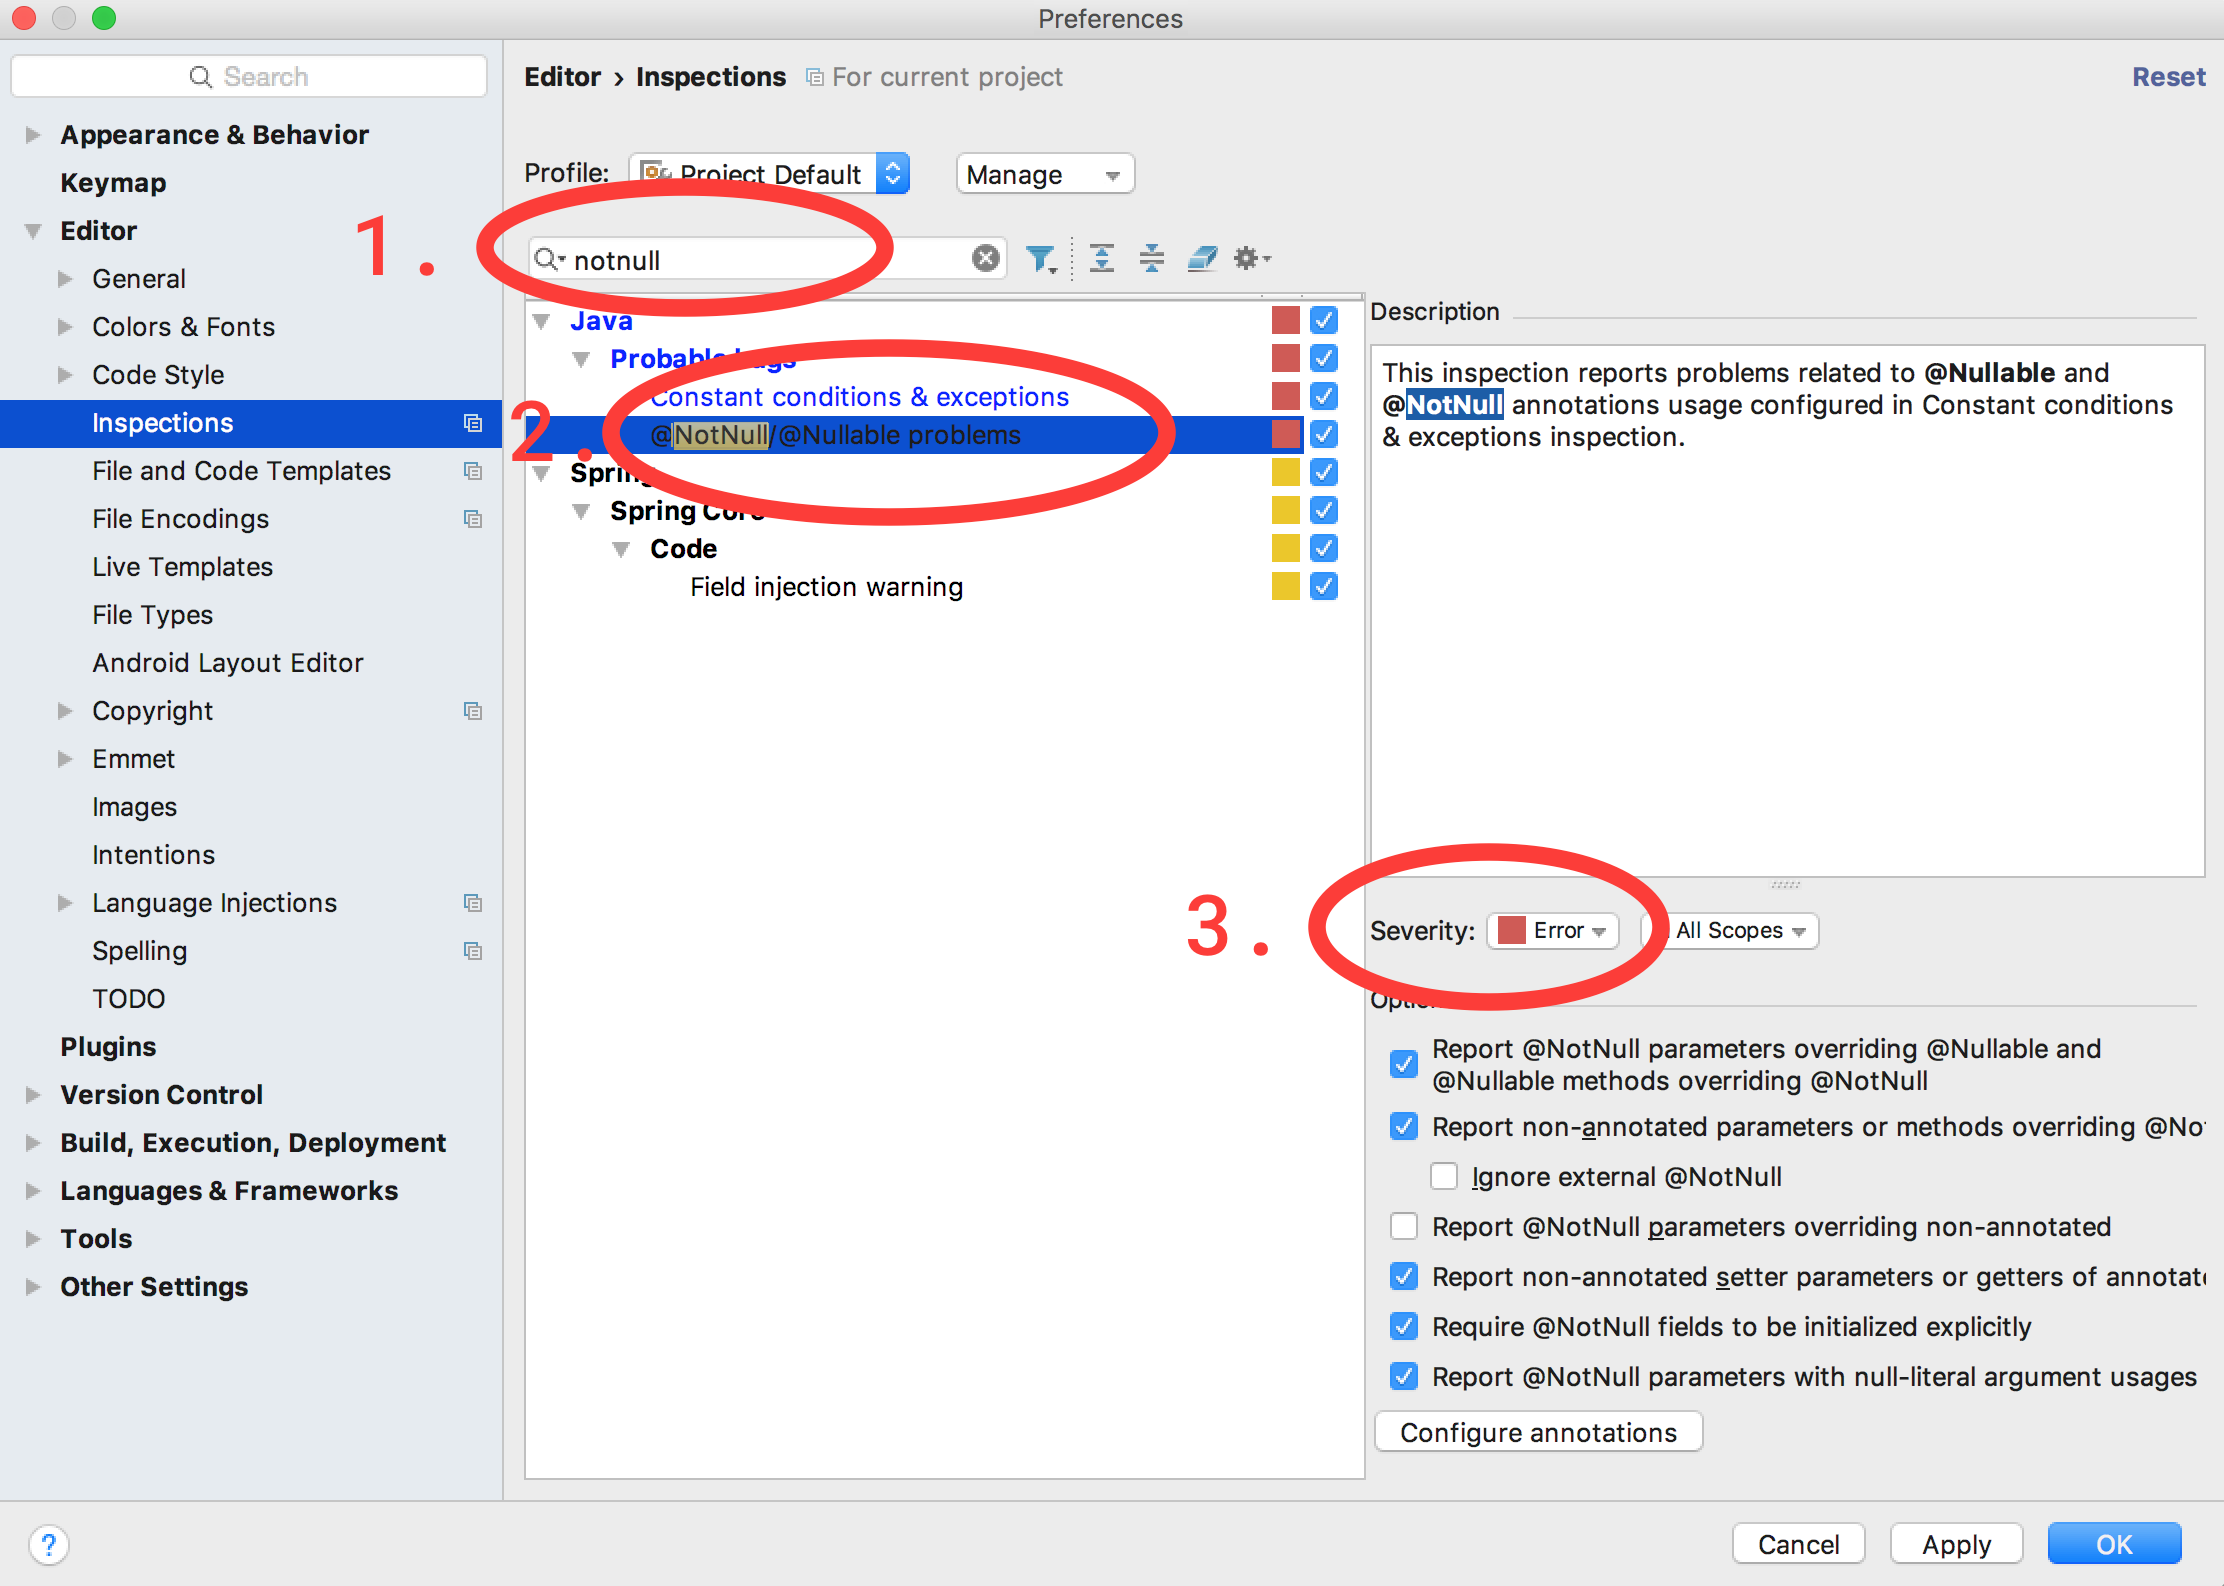 Preferences
Search
Appearance & Behavior
Keymap
Editor
General
Colors & Fonts
Code Style
Inspections
File and Code Templates
File Encodings
Live Templates
File Types
Android Layout Editor
Copyright
Emmet
Images
Intentions
Language Injections
Spelling
TODO
Plugins
Version Control
Build, Execution, Deployment
Languages & Frameworks
Tools
Other Settings
Editor › Inspections For current project
Reset
Profile: Project Default Manage
1.
notnull
Java
Probable bugs
Constant conditions & exceptions
2.
@NotNull/@Nullable problems
Spring
Spring Core
Code
Field injection warning
Description
This inspection reports problems related to @Nullable and
@NotNull annotations usage configured in Constant conditions
& exceptions inspection.
3.
Severity: Error All Scopes
Option
Report @NotNull parameters overriding @Nullable and
@Nullable methods overriding @NotNull
Report non-annotated parameters or methods overriding @No
Ignore external @NotNull
Report @NotNull parameters overriding non-annotated
Report non-annotated setter parameters or getters of annotat
Require @NotNull fields to be initialized explicitly
Report @NotNull parameters with null-literal argument usages
Configure annotations
?
Cancel
Apply
OK